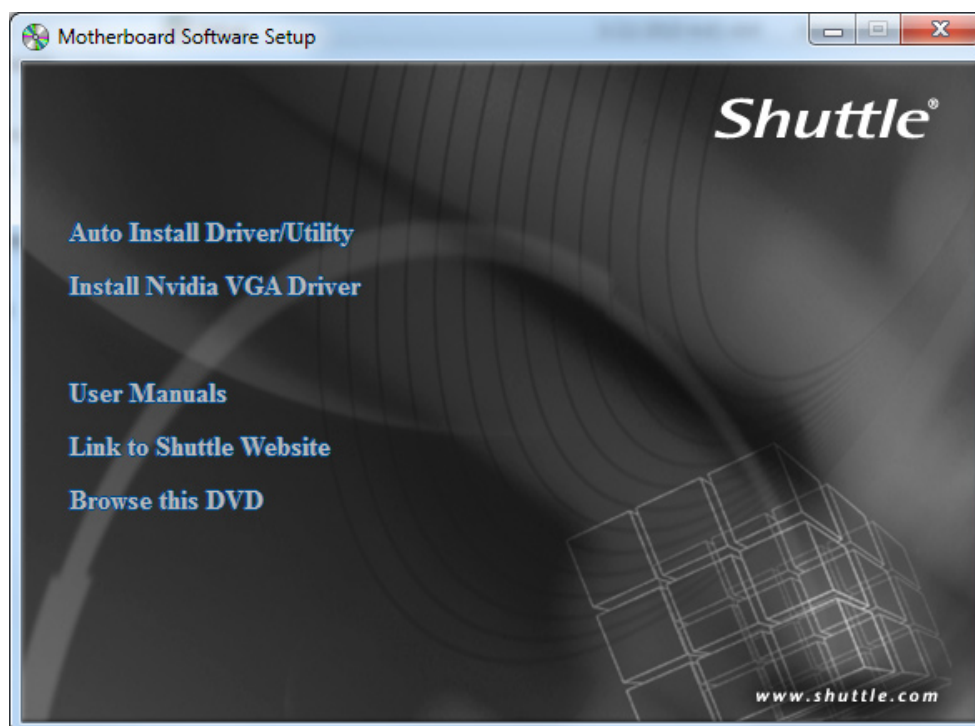 Motherboard Software Setup
Shuttle®
Auto Install Driver/Utility
Install Nvidia VGA Driver
User Manuals
Link to Shuttle Website
Browse this DVD
www.shuttle.com